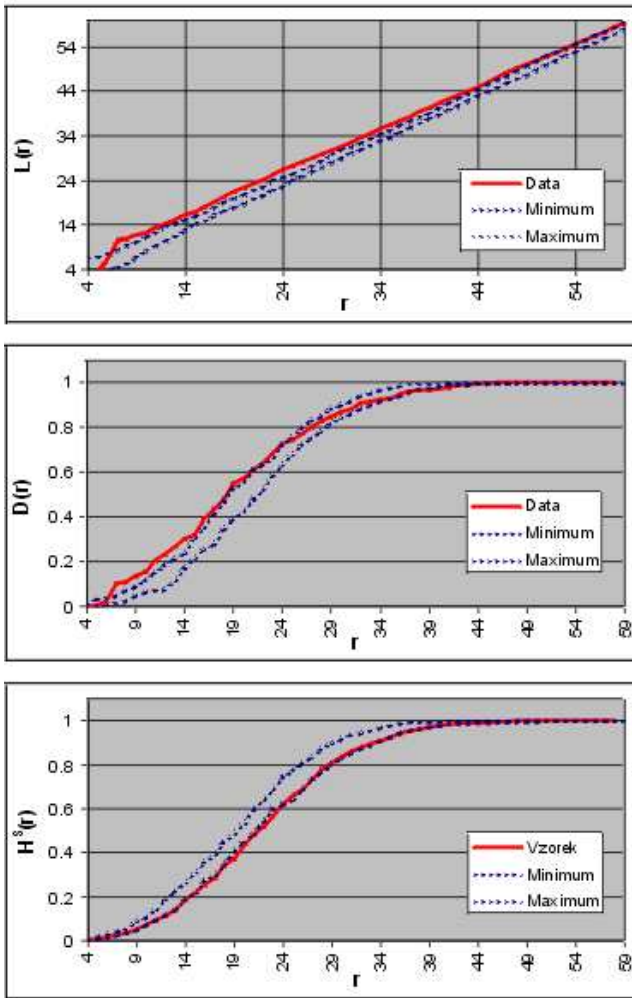 L(r)
54
44
34
24
14
4
Data
Minimum
Maximum
4 14 24 34 44 54
r
D(r)
1
0.8
0.6
0.4
0.2
0
Data
Minimum
Maximum
4 9 14 19 24 29 34 39 44 49 54 59
r
H^s(r)
1
0.8
0.6
0.4
0.2
0
Vzorek
Minimum
Maximum
4 9 14 19 24 29 34 39 44 49 54 59
r